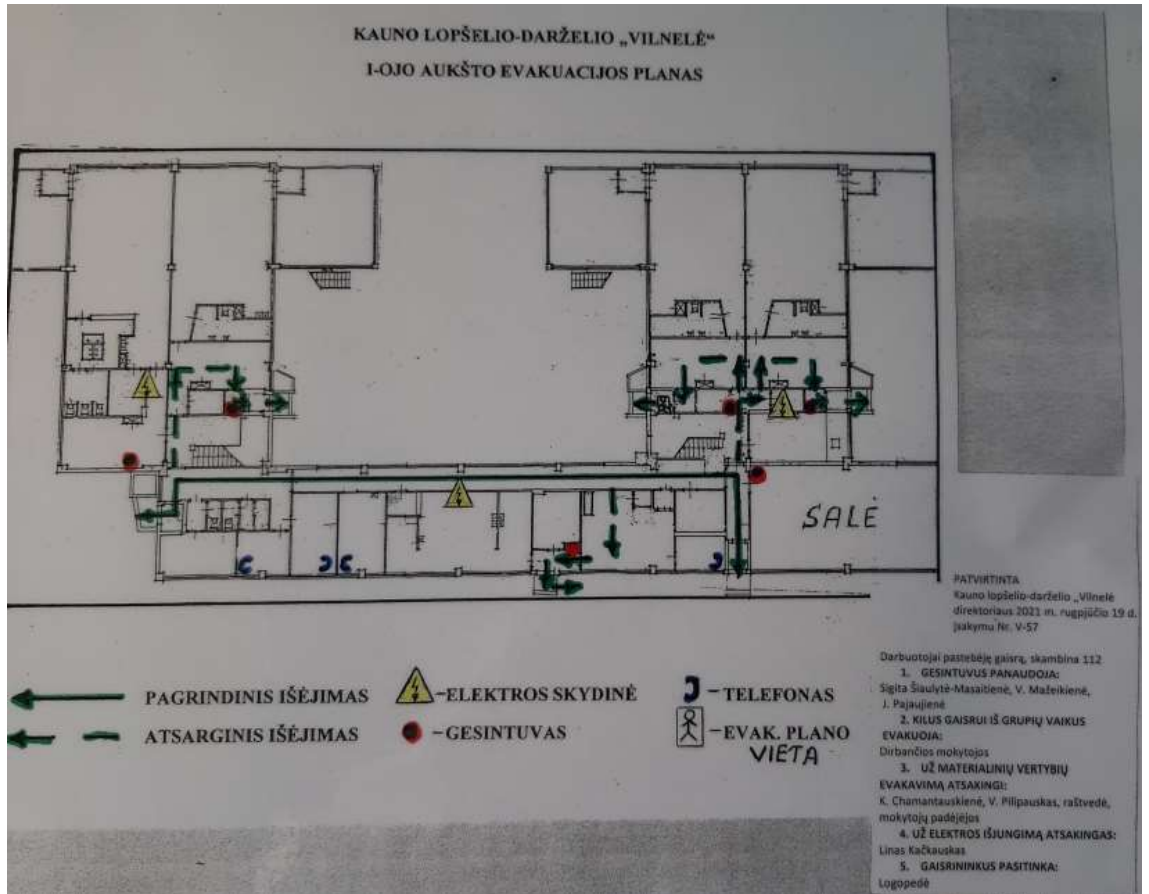 KAUNO LOPŠELIO-DARŽELIO „VILNELĖ“
I-OJO AUKŠTO EVAKUACIJOS PLANAS
SALĖ
PAGRINDINIS IŠĖJIMAS
ATSARGINIS IŠĖJIMAS
–ELEKTROS SKYDINĖ
–GESINTUVAS
– TELEFONAS
–EVAK. PLANO
VIETA
PATVIRTINTA
Kauno lopšelio-darželio „Vilnelė
direktoriaus 2021 m. rugpjūčio 19 d.
įsakymu Nr. V-57
Darbuotojai pastebėję gaisrą, skambina 112
1. GESINTUVUS PANAUDOJA:
Sigita Šiaulytė-Masaitienė, V. Mažeikienė,
J. Pajaujienė
2. KILUS GAISRUI IŠ GRUPIŲ VAIKUS
EVAKUOJA:
Dirbančios mokytojos
3. UŽ MATERIALINIŲ VERTYBIŲ
EVAKAVIMĄ ATSAKINGI:
K. Chamantauskienė, V. Pilipauskas, raštvedė,
mokytojų padėjėjos
4. UŽ ELEKTROS IŠJUNGIMĄ ATSAKINGAS:
Linas Kačkauskas
5. GAISRININKUS PASITINKA:
Logopedė